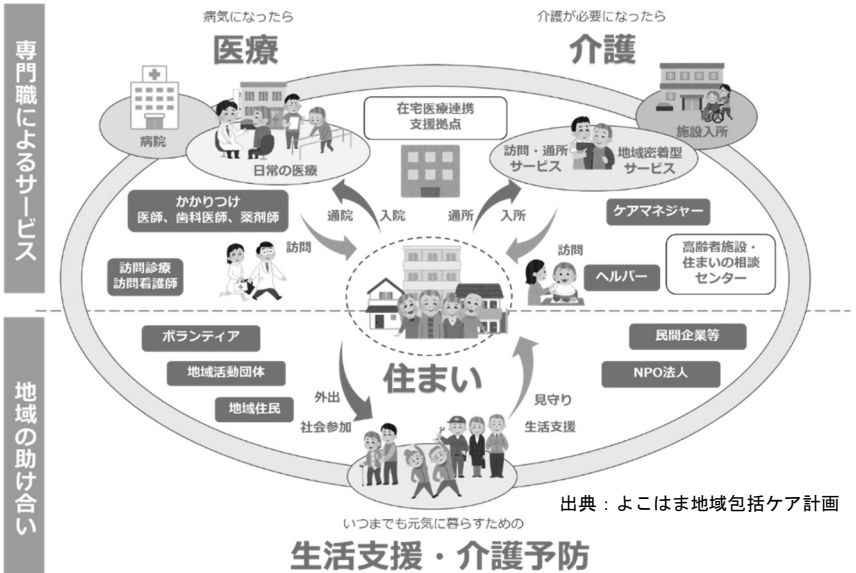 病気になったら
医療
介護が必要になったら
介護
専門職によるサービス
病院
日常の医療
在宅医療連携
支援拠点
訪問・通所
サービス
地域密着型
サービス
施設入所
かかりつけ
医師、歯科医師、薬剤師
通院
入院
通所
入所
ケアマネジャー
訪問
訪問
訪問診療
訪問看護師
ヘルパー
高齢者施設・
住まいの相談
センター
ボランティア
地域活動団体
地域住民
住まい
民間企業等
NPO法人
外出
社会参加
見守り
生活支援
地域の助け合い
出典：よこはま地域包括ケア計画
いつまでも元気に暮らすための
生活支援・介護予防